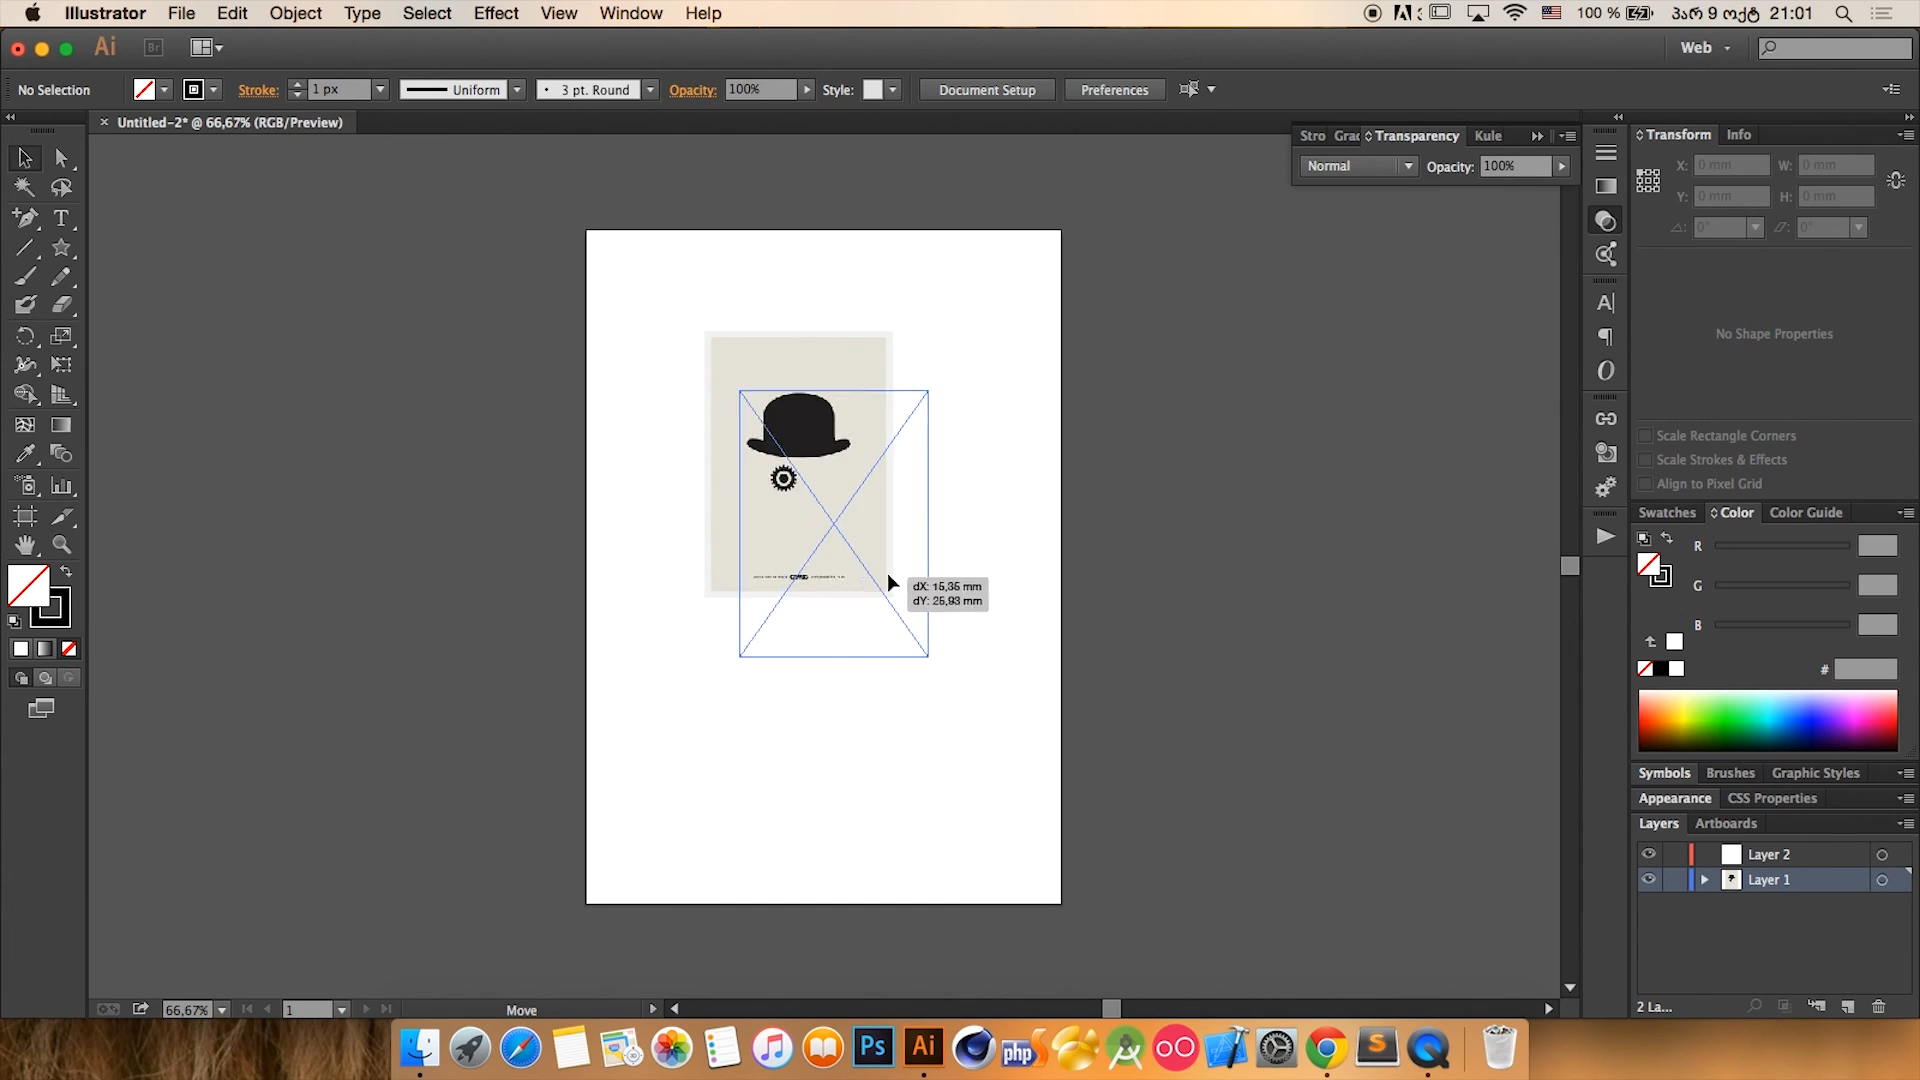 Illustrator File Edit Object Type Select Effect View Window Help 100 % პარ 9 ოქტ 21:01
Ai Br Web
No Selection Stroke: 1 px Uniform 3 pt. Round Opacity: 100% Style: Document Setup Preferences
Untitled-2* @ 66,67% (RGB/Preview)
Stro Grad Transparency Kule Transform Info
Normal Opacity: 100% X: 0 mm W: 0 mm
Y: 0 mm H: 0 mm
0° 0°
No Shape Properties
Scale Rectangle Corners
Scale Strokes & Effects
Align to Pixel Grid
Swatches Color Color Guide
R
G
B
#
dX: 15,35 mm
dY: 25,93 mm
Symbols Brushes Graphic Styles
Appearance CSS Properties
Layers Artboards
Layer 2
Layer 1
66,67% 1 Move 2 La...
Ps Ai php S